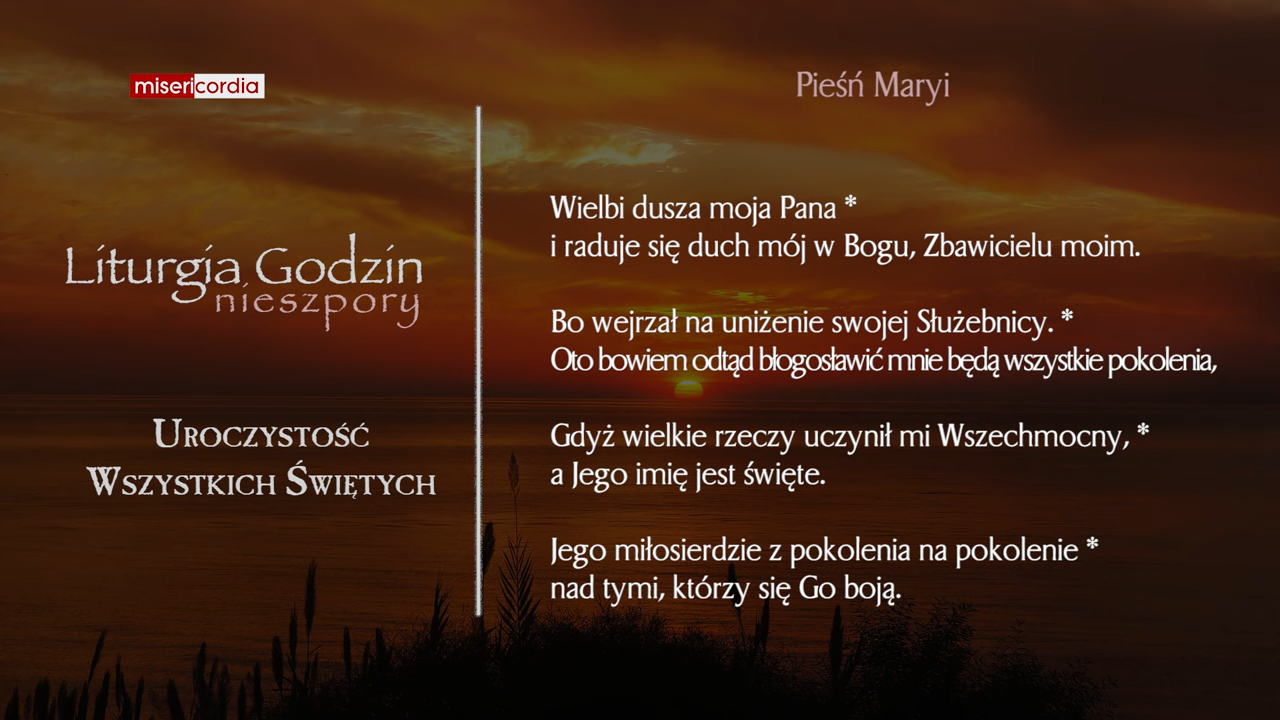 misericordia
Pieśń Maryi
Liturgia Godzin
nieszpory
Uroczystość
Wszystkich Świętych
Wielbi dusza moja Pana *
i raduje się duch mój w Bogu, Zbawicielu moim.
Bo wejrzał na uniżenie swojej Służebnicy. *
Oto bowiem odtąd błogosławić mnie będą wszystkie pokolenia,
Gdyż wielkie rzeczy uczynił mi Wszechmocny, *
a Jego imię jest święte.
Jego miłosierdzie z pokolenia na pokolenie *
nad tymi, którzy się Go boją.